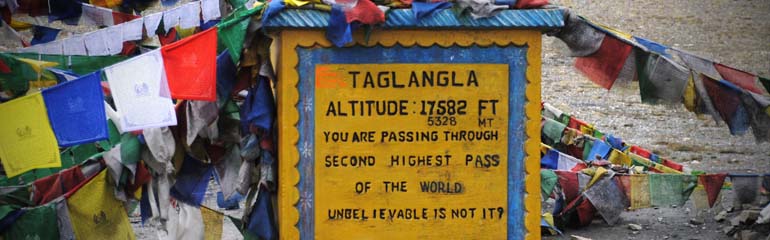 TAGLANGLA
ALTITUDE: 17582 FT
5328 MT
YOU ARE PASSING THROUGH
SECOND HIGHEST PASS
OF THE WORLD
UNBELIEVABLE IS NOT IT?